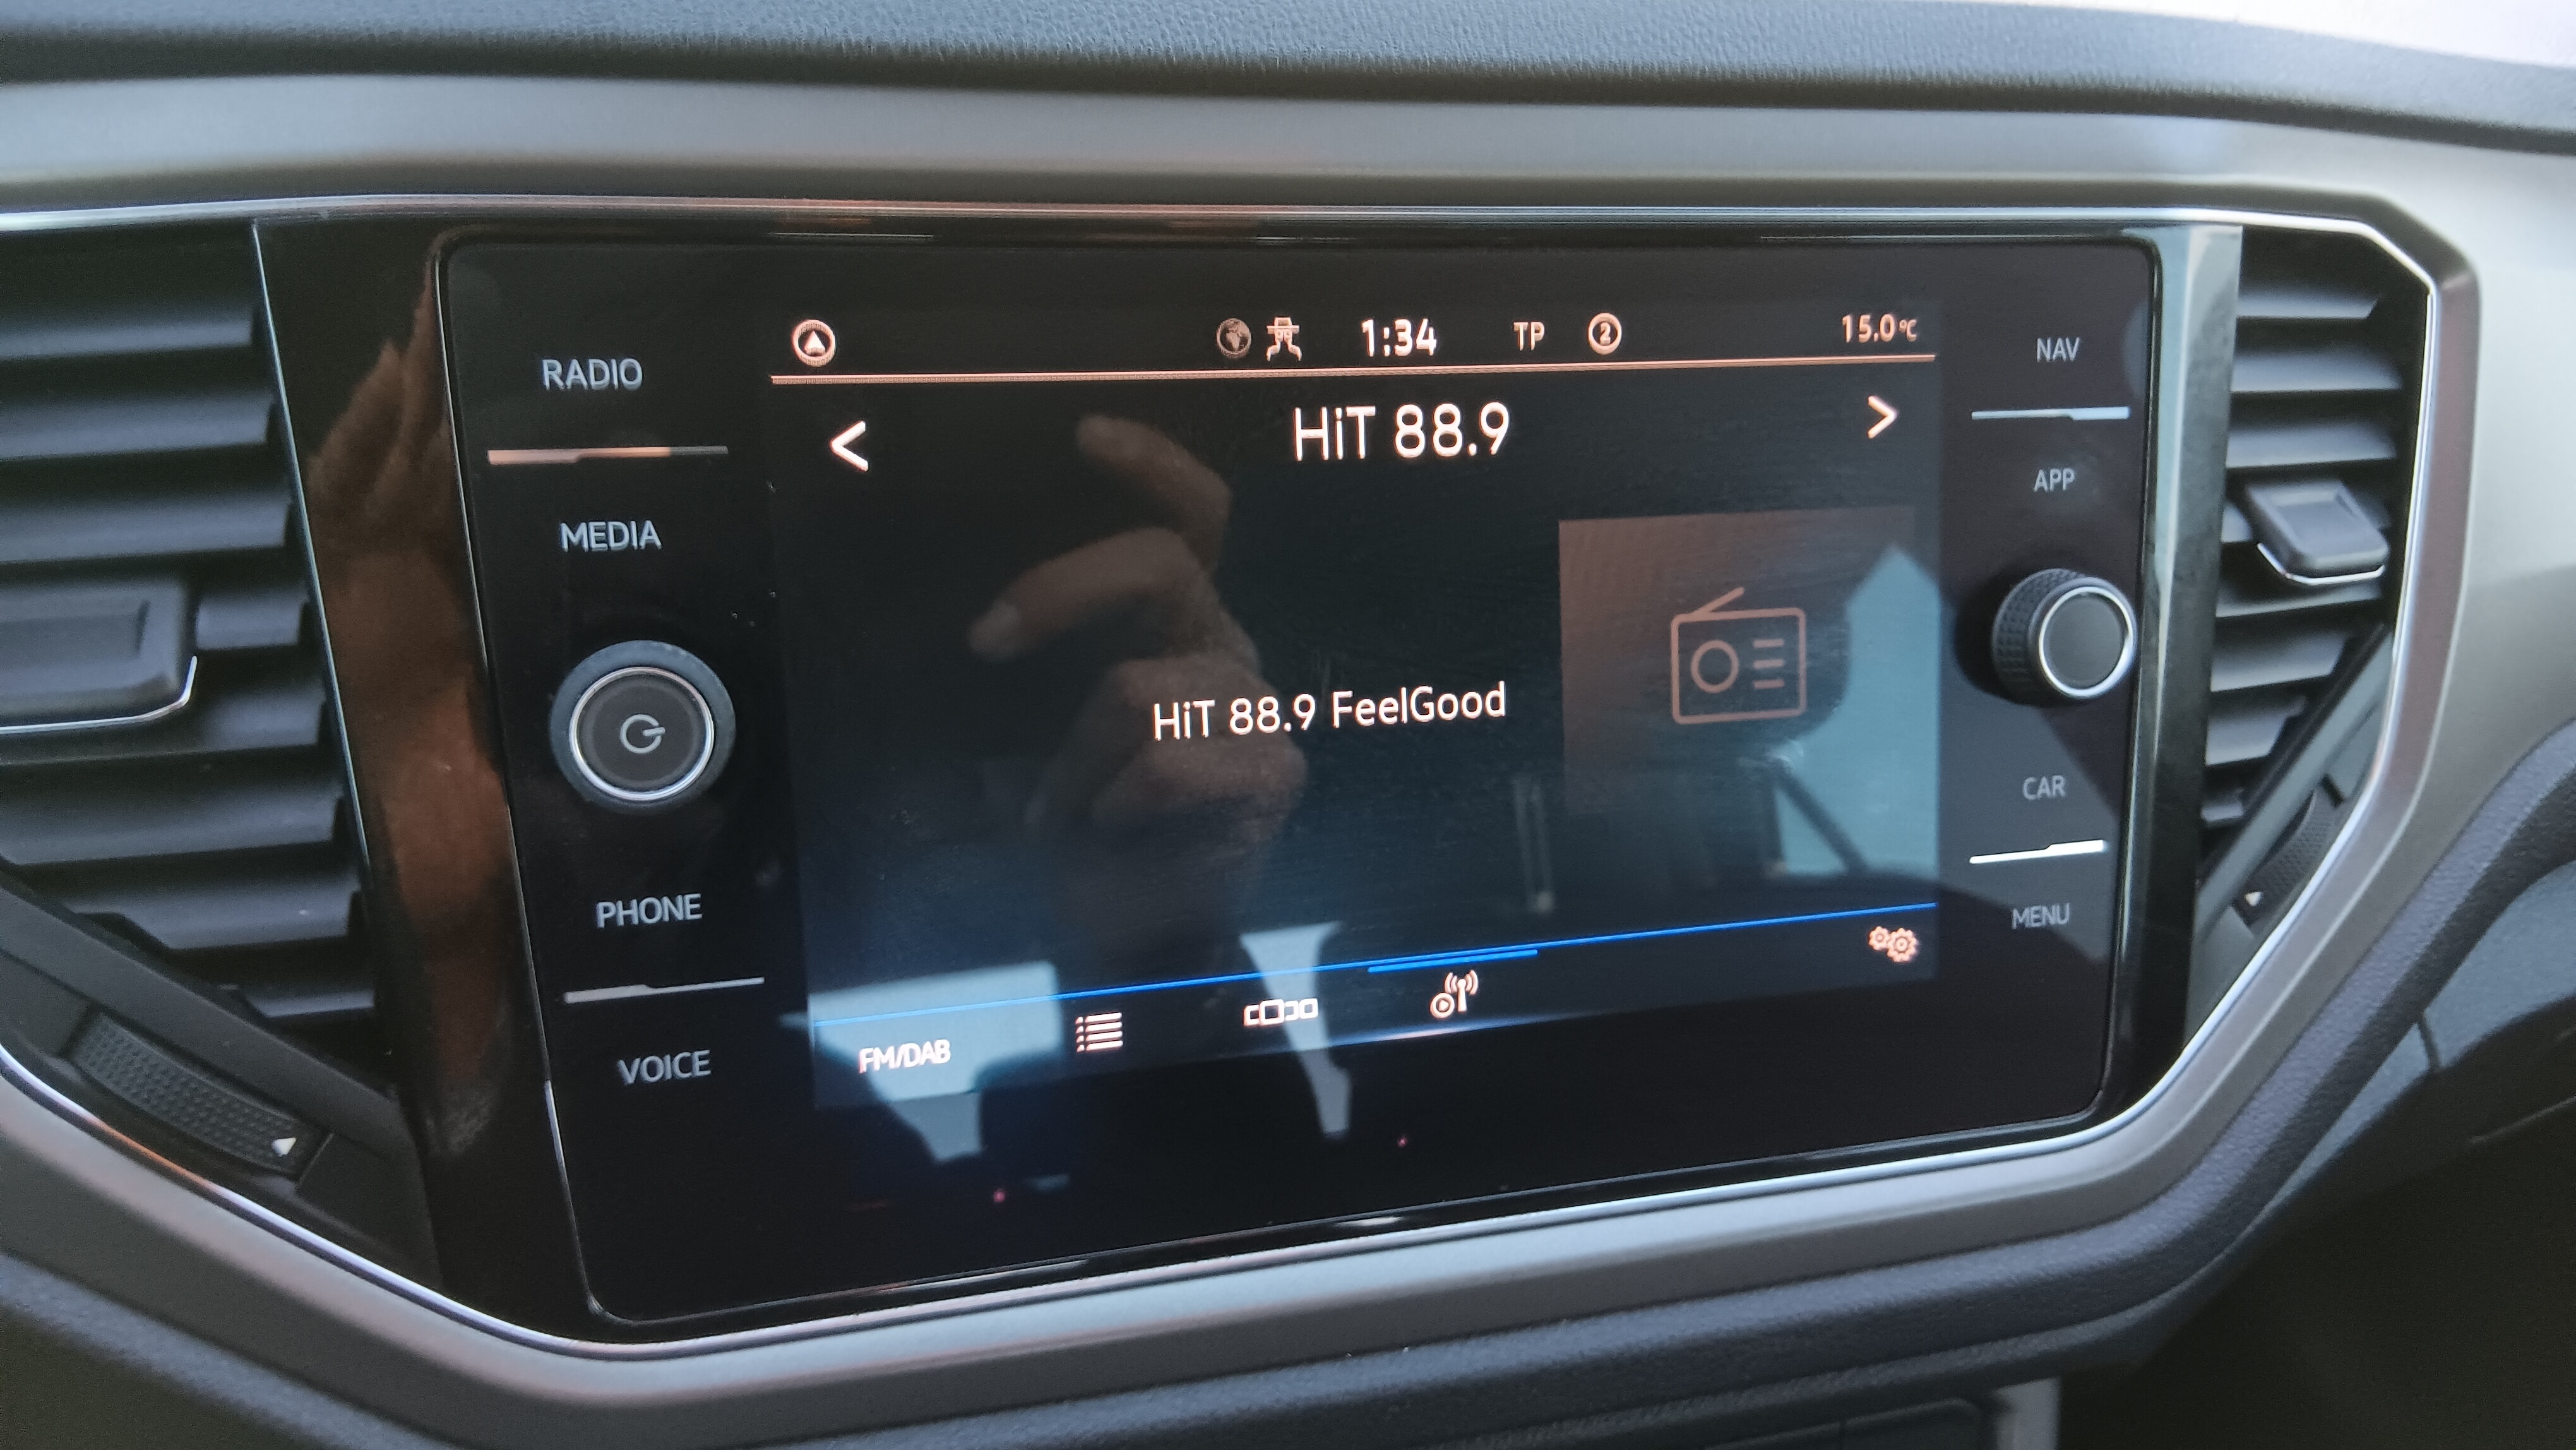 RADIO
MEDIA
PHONE
VOICE
1:34 TP 2 15.0°C
< HiT 88.9 >
HiT 88.9 FeelGood
FM/DAB
NAV
APP
CAR
MENU